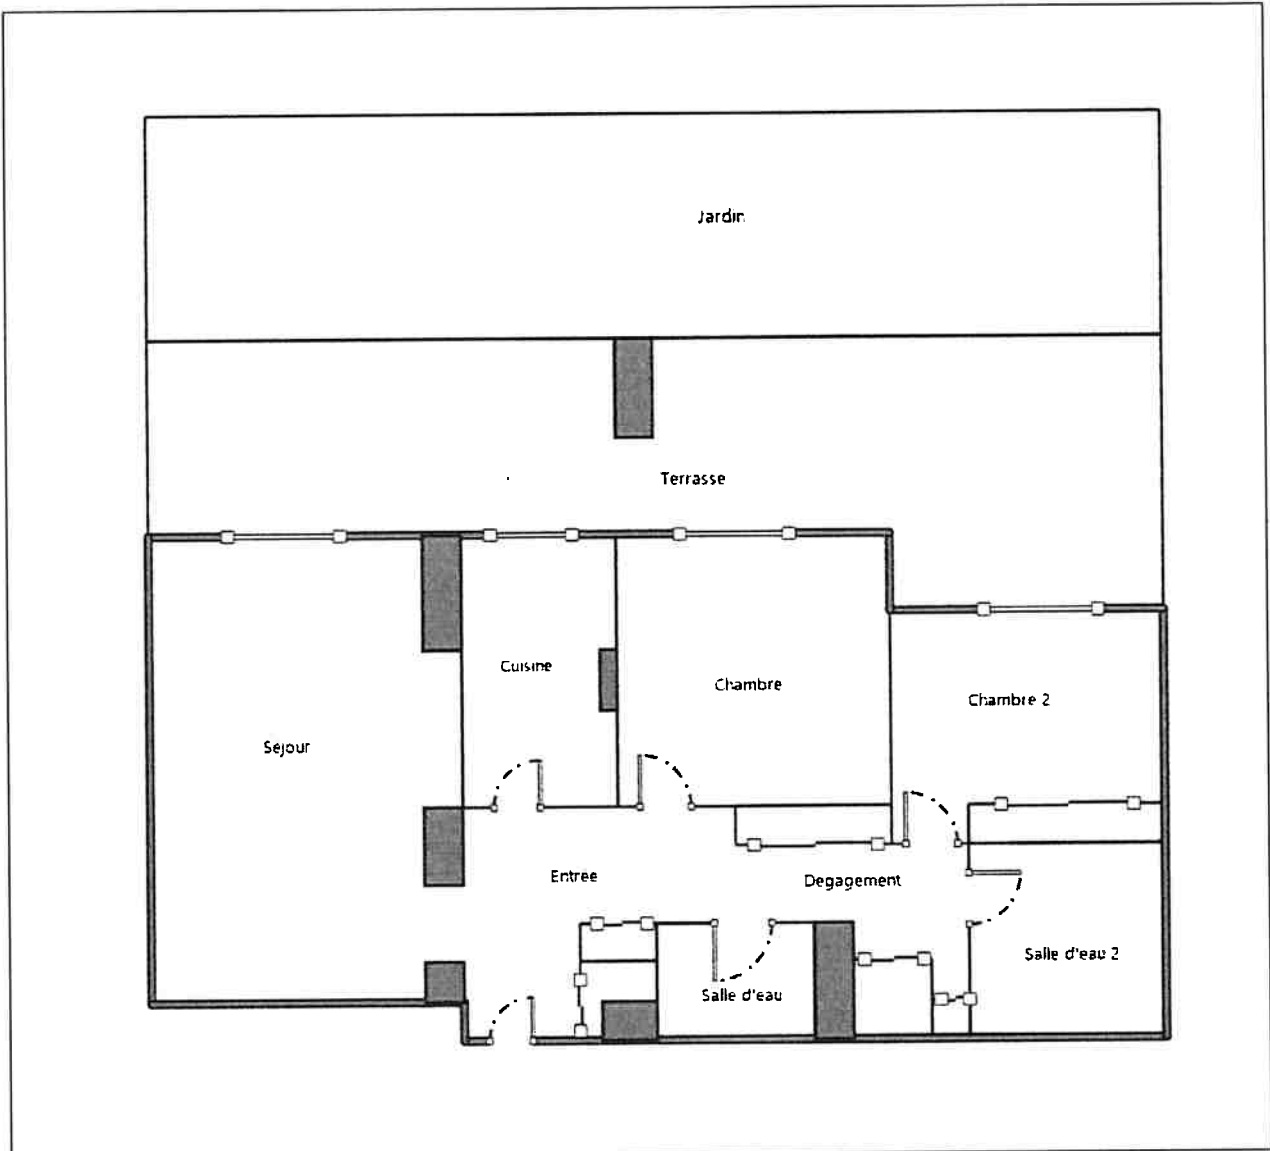 Jardin
Terrasse
Cuisine
Chambre
Chambre 2
Sejour
Entree
Degagement
Salle d'eau 2
Salle d'eau